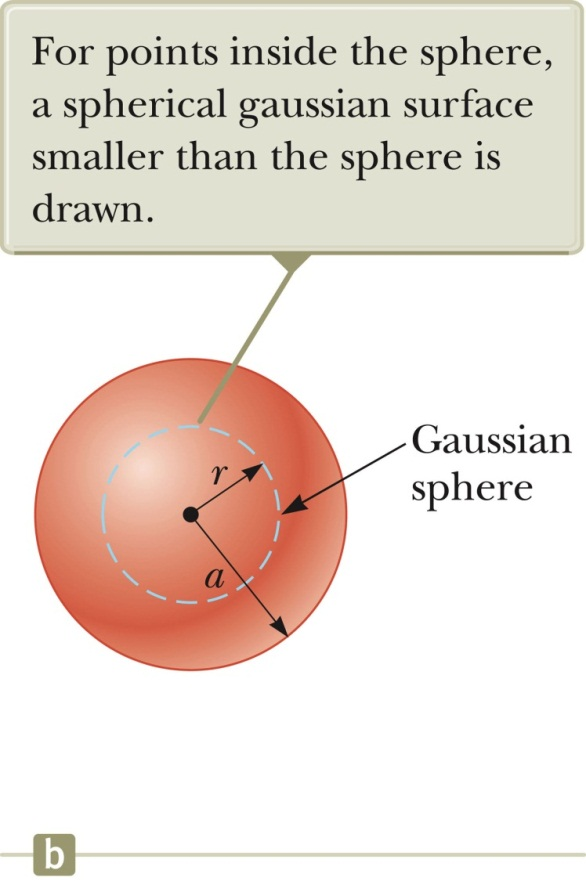 For points inside the sphere,
a spherical gaussian surface
smaller than the sphere is
drawn.
Gaussian
sphere
r
a
b